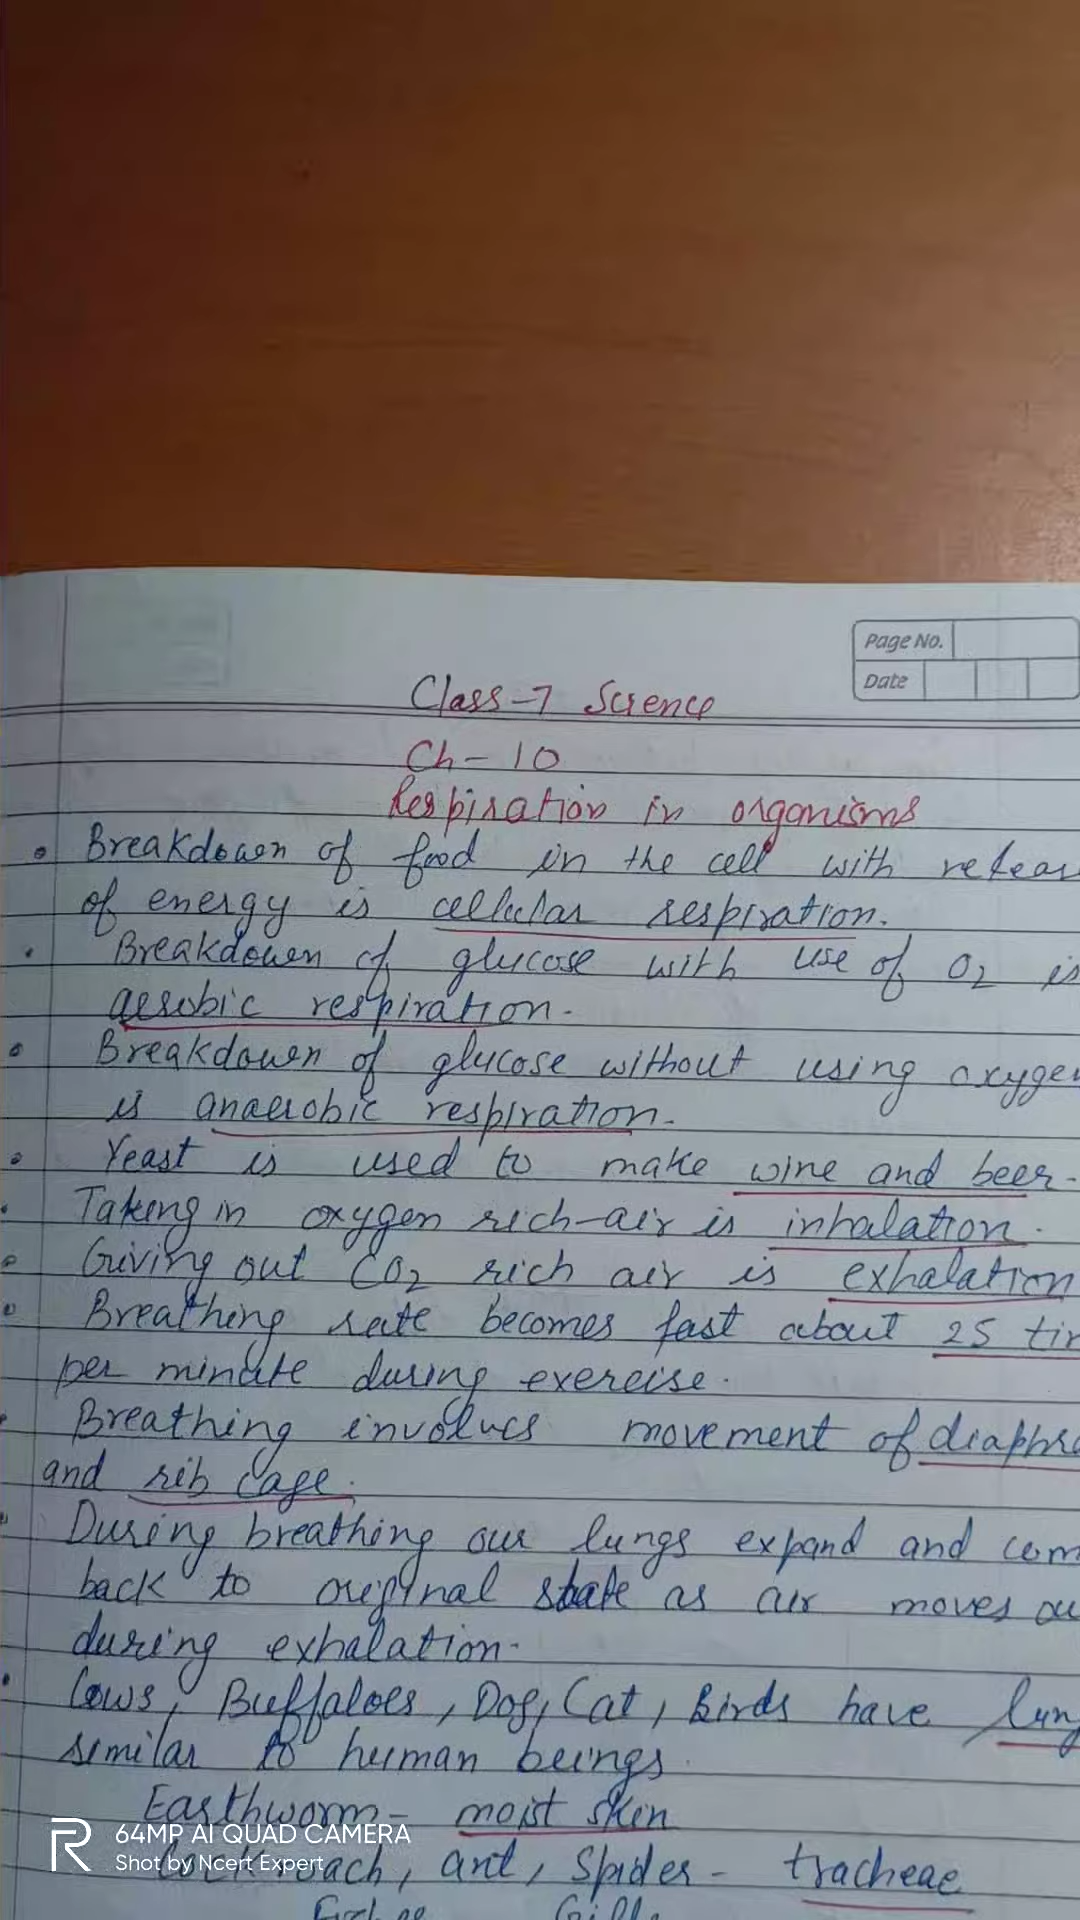 Page No.
Date
Class-7 Science
Ch-10
Respiration in organisms
Breakdown of food in the cell with releas
of energy is cellular respiration.
Breakdown of glucose with use of O2 is
aerobic respiration.
Breakdown of glucose without using oxygen
is anaerobic respiration.
Yeast is used to make wine and beer.
Taking in oxygen rich-air is inhalation.
Giving out CO2 rich air is exhalation
Breathing rate becomes fast about 25 tim
per minute during exercise.
Breathing involves movement of diaphra
and rib cage.
During breathing our lungs expand and com
back to original state as air moves ou
during exhalation.
Cows, Buffaloes, Dog, Cat, Birds have lung
similar to human beings.
Earthworm- moist skin
64MP AI QUAD CAMERA
Shot by Ncert Expert
Cockroach, ant, Spider - tracheae
Gills